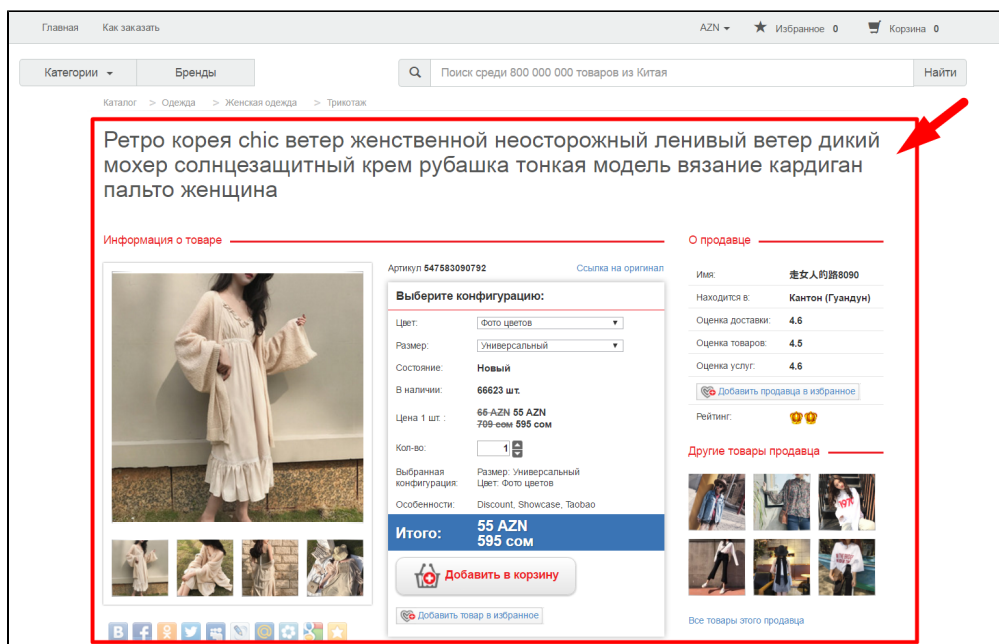 Главная Как заказать AZN Избранное 0 Корзина 0
Категории Бренды Поиск среди 800 000 000 товаров из Китая Найти
Каталог > Одежда > Женская одежда > Трикотаж
Ретро корея chic ветер женственной неосторожный ленивый ветер дикий
мохер солнцезащитный крем рубашка тонкая модель вязание кардиган
пальто женщина
Информация о товаре
Артикул 547583090792 Ссылка на оригинал
Выберите конфигурацию:
Цвет: Фото цветов
Размер: Универсальный
Состояние: Новый
В наличии: 66623 шт.
Цена 1 шт. : 65 AZN 55 AZN
709 сом 595 сом
Кол-во: 1
Выбранная Размер: Универсальный
конфигурация: Цвет: Фото цветов
Особенности: Discount, Showcase, Taobao
Итого: 55 AZN
595 сом
Добавить в корзину
Добавить товар в избранное
О продавце
Имя: 走女人的路8090
Находится в: Кантон (Гуандун)
Оценка доставки: 4.6
Оценка товаров: 4.5
Оценка услуг: 4.6
Добавить продавца в избранное
Рейтинг:
Другие товары продавца
Все товары этого продавца